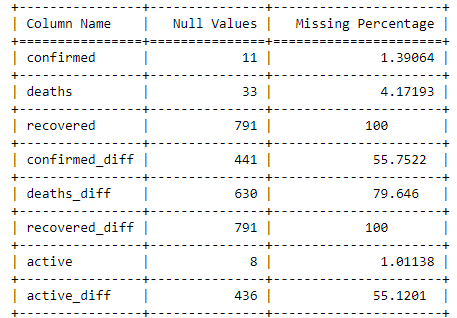 Column Name | Null Values | Missing Percentage
confirmed | 11 | 1.39064
deaths | 33 | 4.17193
recovered | 791 | 100
confirmed_diff | 441 | 55.7522
deaths_diff | 630 | 79.646
recovered_diff | 791 | 100
active | 8 | 1.01138
active_diff | 436 | 55.1201